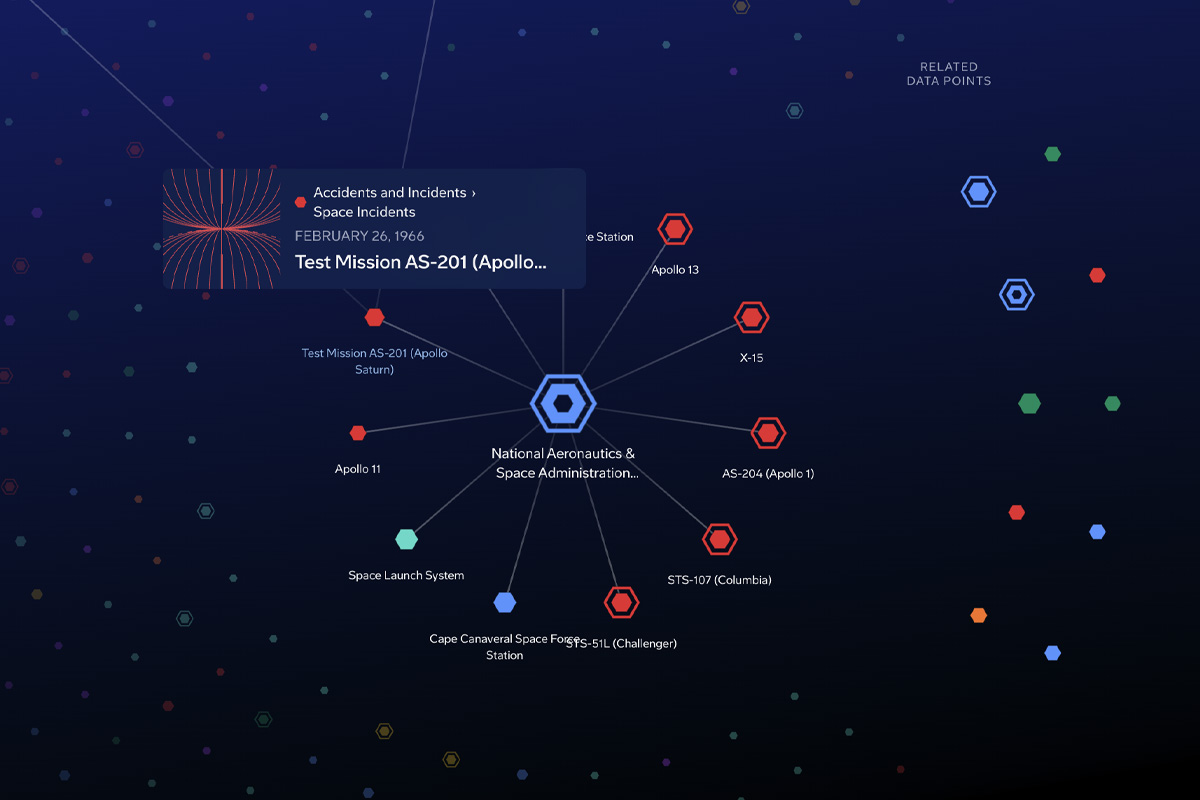 RELATED
DATA POINTS
Accidents and Incidents ›
Space Incidents
FEBRUARY 26, 1966
Test Mission AS-201 (Apollo...
Station
Apollo 13
X-15
Test Mission AS-201 (Apollo
Saturn)
National Aeronautics &
Space Administration...
Apollo 11
AS-204 (Apollo 1)
Space Launch System
STS-107 (Columbia)
Cape Canaveral Space Force
Station
STS-51L (Challenger)